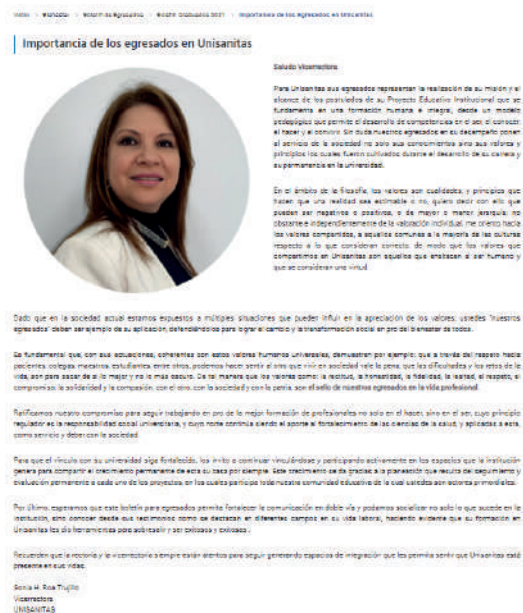 Inicio > Bienestar > Boletín de Egresados > Boletín Graduados 2021 > Importancia de los egresados en Unisanitas
Importancia de los egresados en Unisanitas
Saludo Vicerrectora
Para Unisanitas sus egresados representan la realización de su misión y el
alcance de los postulados de su Proyecto Educativo Institucional que se
fundamenta en una formación humana e integral, desde un modelo
pedagógico que permite el desarrollo de competencias en el ser, el conocer,
el hacer y el convivir. Sin duda nuestros egresados en su desempeño ponen
al servicio de la sociedad no solo sus conocimientos sino sus valores y
principios los cuales fueron cultivados durante el desarrollo de su carrera y
su permanencia en la universidad.
En el ámbito de la filosofía, los valores son cualidades, y principios que
hacen que una realidad sea estimable o no, quiero decir con ello que
pueden ser negativos o positivos, o de mayor o menor jerarquía, no
obstante e independientemente de la valoración individual, me oriento hacia
los valores compartidos, a aquellos comunes a la mayoría de las culturas
respecto a lo que consideran correcto, de modo que los valores que
compartimos en Unisanitas son aquellos que enaltecen al ser humano y
que se consideran una virtud.
Dado que en la sociedad actual estamos expuestos a múltiples situaciones que pueden influir en la apreciación de los valores, ustedes "nuestros
egresados" deben ser ejemplo de su aplicación, defendiéndolos para lograr el cambio y la transformación social en pro del bienestar de todos.
Es fundamental que, con sus actuaciones, coherentes con estos valores humanos universales, demuestren por ejemplo; que a través del respeto hacia
pacientes, colegas, maestros, estudiantes, entre otros, podemos hacer sentir al otro que vivir en sociedad vale la pena, que las dificultades y los retos de la
vida, son para sacar de sí lo mejor y no lo más oscuro. De tal manera que los valores como: la rectitud, la honestidad, la fidelidad, la lealtad, el respeto, el
compromiso, la solidaridad y la compasión, con el otro, con la sociedad y con la patria, son el sello de nuestros egresados en la vida profesional.
Ratificamos nuestro compromiso para seguir trabajando en pro de la mejor formación de profesionales no solo en el hacer, sino en el ser, cuyo principio
regulador es la responsabilidad social universitaria, y cuyo norte continúa siendo el aporte al fortalecimiento de las ciencias de la salud, y aplicadas a esta,
como servicio y deber con la sociedad.
Para que el vínculo con su universidad siga fortalecido, los invito a continuar vinculándose y participando activamente en los espacios que la institución
genera para compartir el crecimiento permanente de esta su casa por siempre. Este crecimiento se da gracias a la planeación que resulta del seguimiento y
evaluación permanente a cada uno de los proyectos, en los cuales participa toda nuestra comunidad educativa de la cual ustedes son actores primordiales.
Por último, esperamos que este boletín para egresados permita fortalecer la comunicación en doble vía y podamos socializar no solo lo que sucede en la
institución, sino conocer desde sus testimonios como se destacan en diferentes campos en su vida laboral, haciendo evidente que su formación en
Unisanitas les dio herramientas para sobresalir y ser exitosas y exitosos .
Recuerden que la rectoría y la vicerrectoría siempre están atentos para seguir generando espacios de integración que les permita sentir que Unisanitas está
presente en sus vidas.
Sonia H. Roa Trujillo
Vicerrectora
UNISANITAS